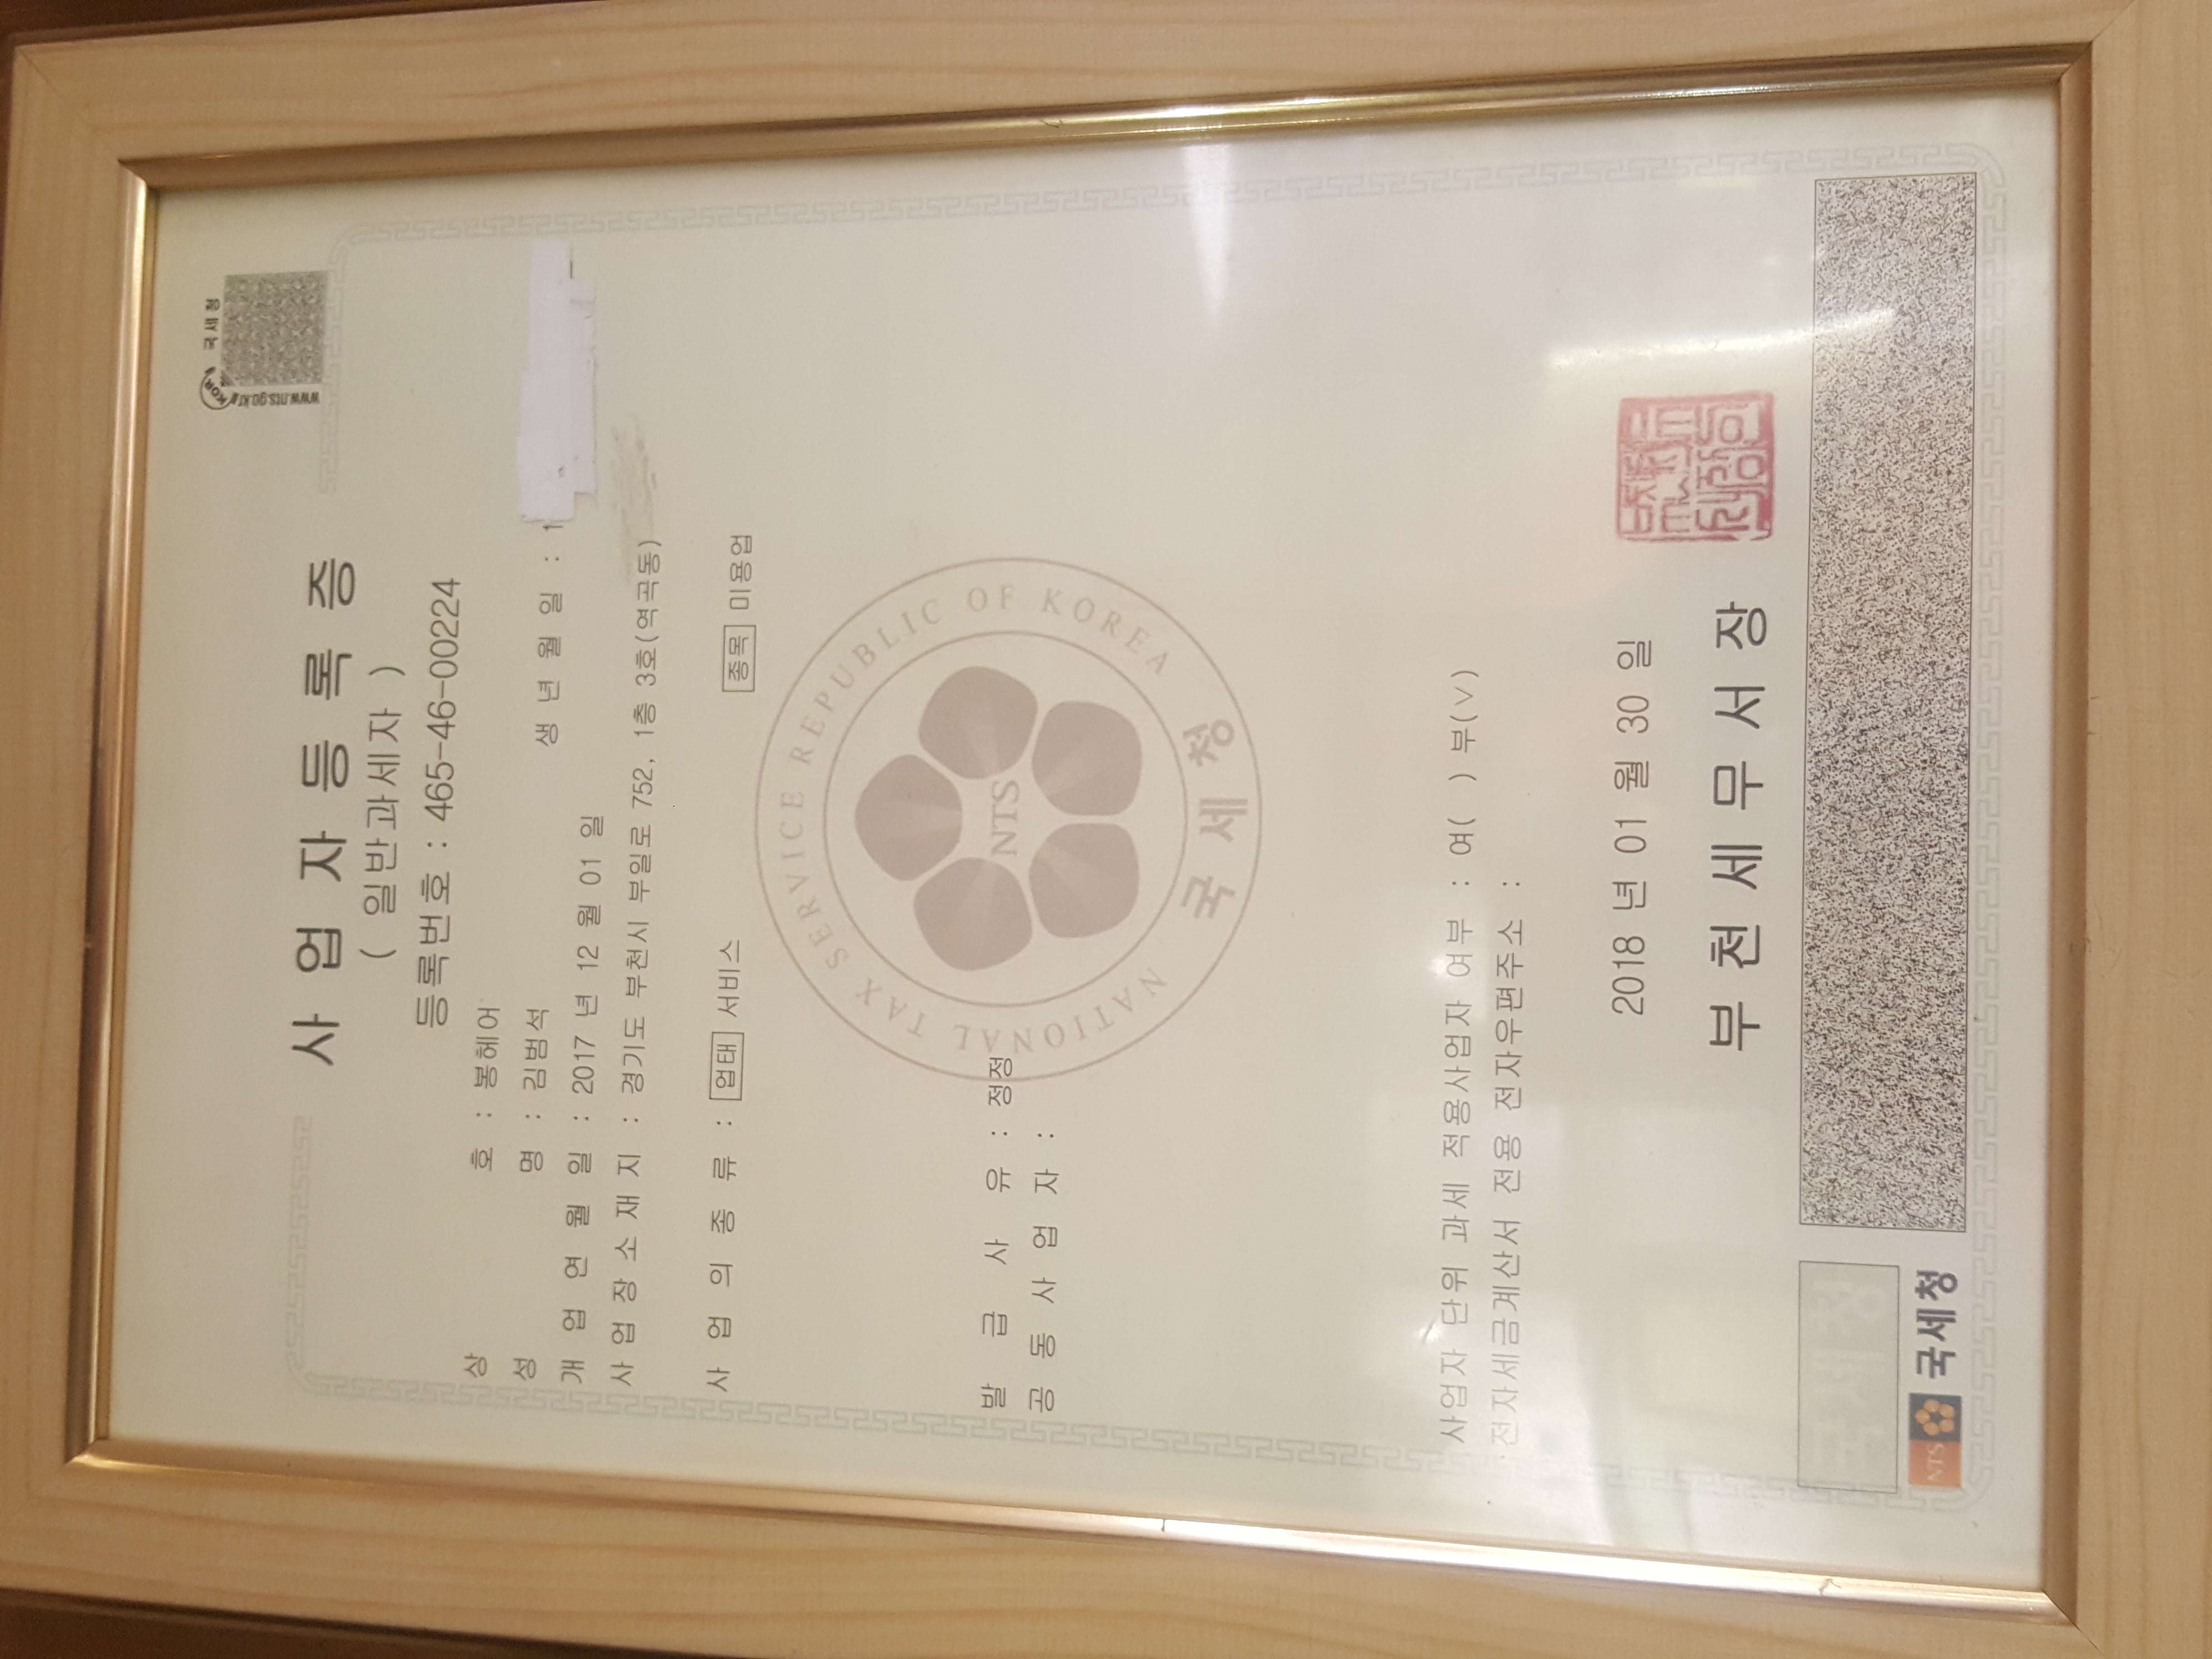 국세청
www.nts.go.kr
사업자등록증
( 일반과세자 )
등록번호 : 465-46-00224
상 호 : 봉헤어
성 명 : 김범석 생 년 월 일 : 1
개 업 연 월 일 : 2017 년 12 월 01 일
사 업 장 소 재 지 : 경기도 부천시 부일로 752, 1층 3호(역곡동)
사 업 의 종 류 : 업태 서비스 종목 미용업
NATIONAL TAX SERVICE REPUBLIC OF KOREA
NTS
국세청
발 급 사 유 : 정정
공 동 사 업 자 :
사업자 단위 과세 적용사업자 여부 : 여( ) 부(∨)
전자세금계산서 전용 전자우편주소 :
2018 년 01 월 30 일
부천세무서장
NTS 국세청